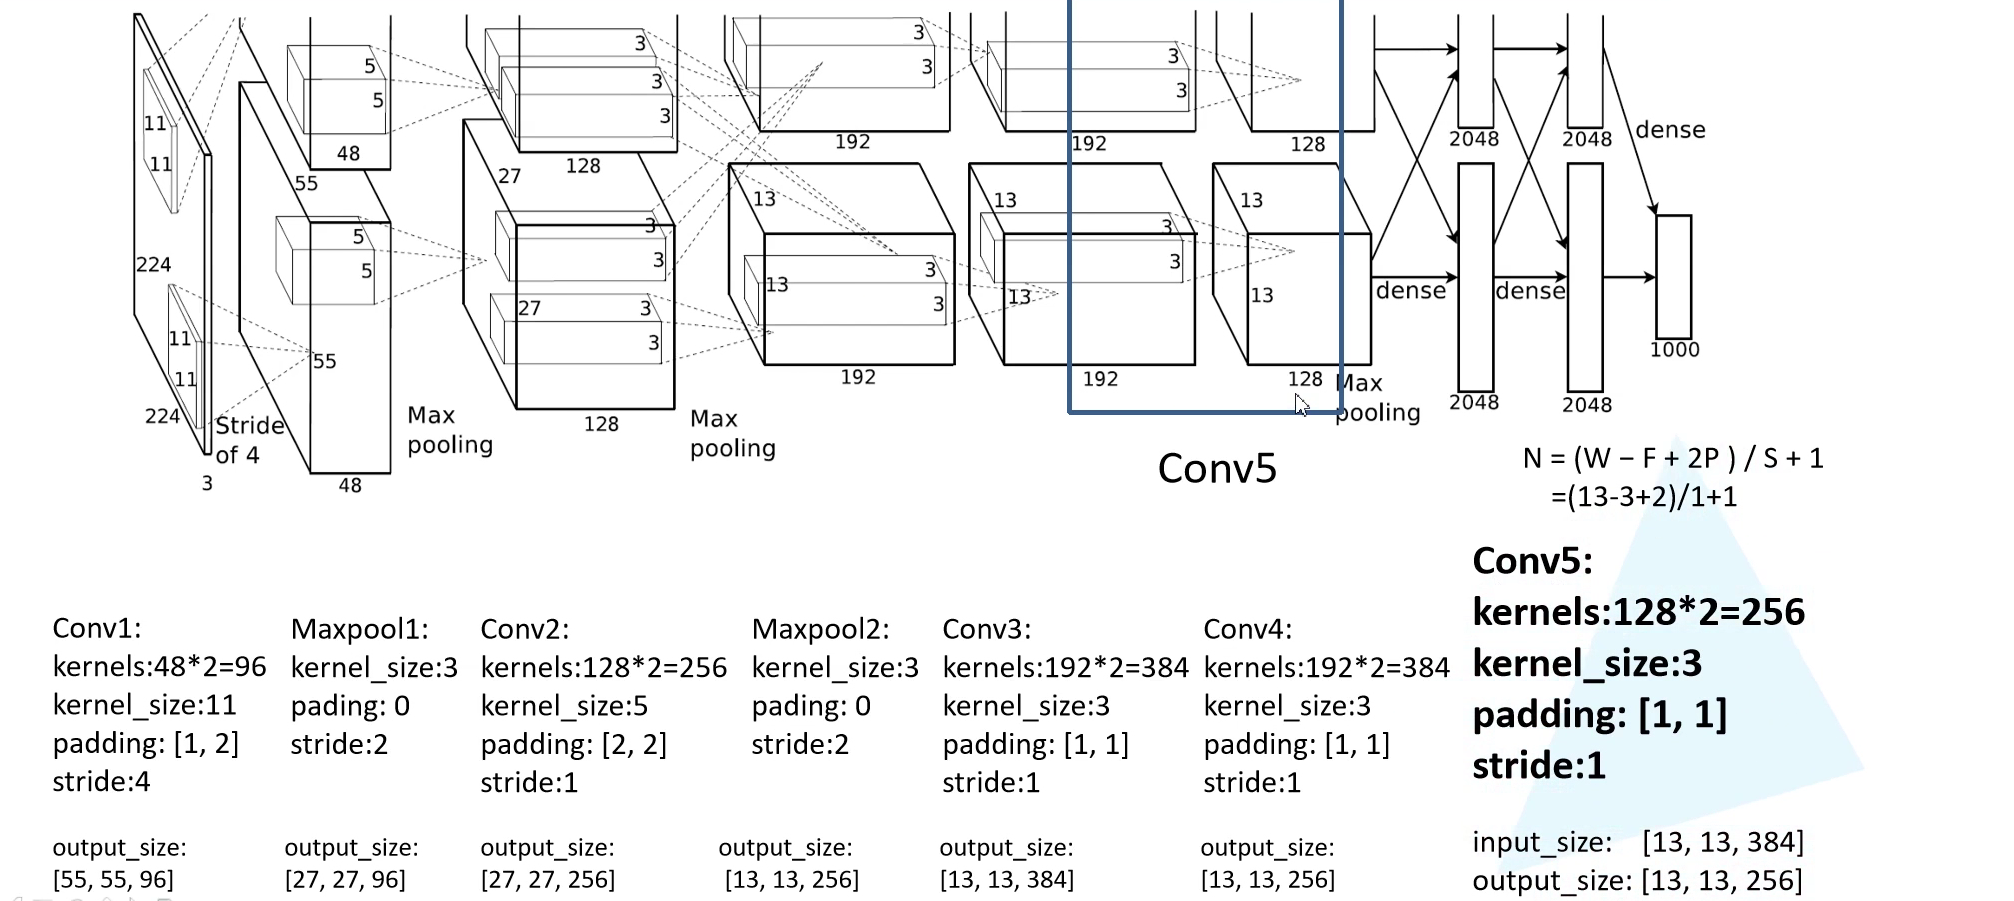 5
5
48
55
11
11
224
11
11
224
3
Stride
of 4
5
5
55
48
3
3
3
128
27
3
3
27
3
3
128
Max
pooling
Max
pooling
3
3
192
13
3
3
13
192
3
3
192
13
3
3
13
192
128
13
13
128
Max
pooling
2048
2048
dense
dense
dense
2048
2048
1000
Conv5
N = (W − F + 2P ) / S + 1
=(13-3+2)/1+1
Conv1:
kernels:48*2=96
kernel_size:11
padding: [1, 2]
stride:4
output_size:
[55, 55, 96]
Maxpool1:
kernel_size:3
pading: 0
stride:2
output_size:
[27, 27, 96]
Conv2:
kernels:128*2=256
kernel_size:5
padding: [2, 2]
stride:1
output_size:
[27, 27, 256]
Maxpool2:
kernel_size:3
pading: 0
stride:2
output_size:
[13, 13, 256]
Conv3:
kernels:192*2=384
kernel_size:3
padding: [1, 1]
stride:1
output_size:
[13, 13, 384]
Conv4:
kernels:192*2=384
kernel_size:3
padding: [1, 1]
stride:1
output_size:
[13, 13, 256]
Conv5:
kernels:128*2=256
kernel_size:3
padding: [1, 1]
stride:1
input_size: [13, 13, 384]
output_size: [13, 13, 256]